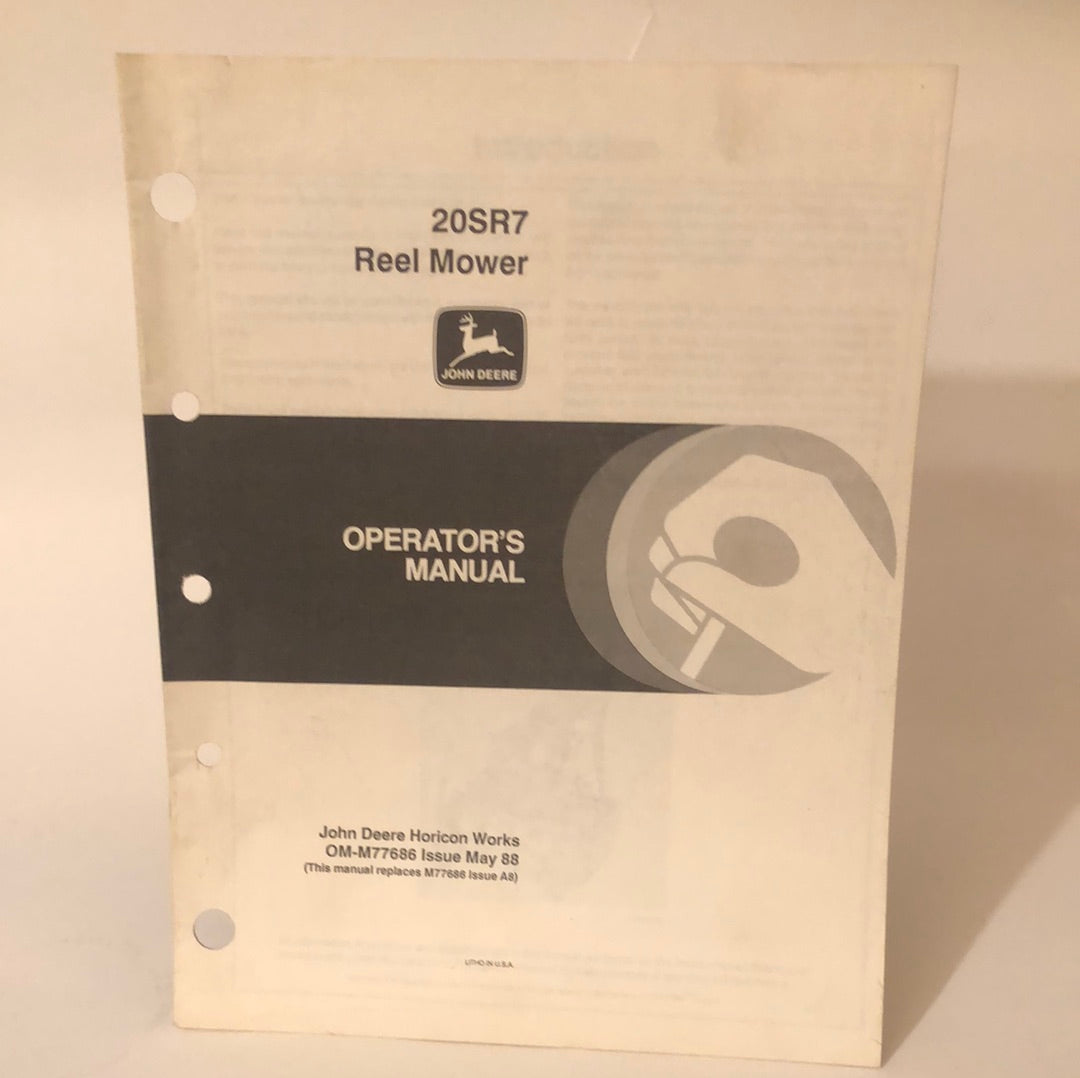 20SR7
Reel Mower
JOHN DEERE
OPERATOR'S
MANUAL
John Deere Horicon Works
OM-M77686 Issue May 88
(This manual replaces M77686 Issue A8)
LITHO IN U.S.A.